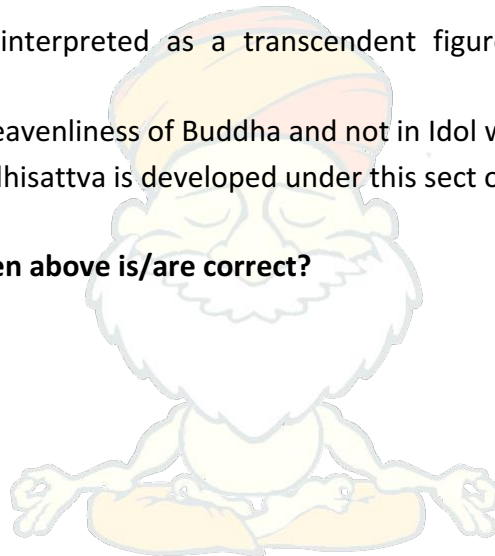 interpreted as a transcendent figure
eavenliness of Buddha and not in Idol
dhisattva is developed under this sect
en above is/are correct?